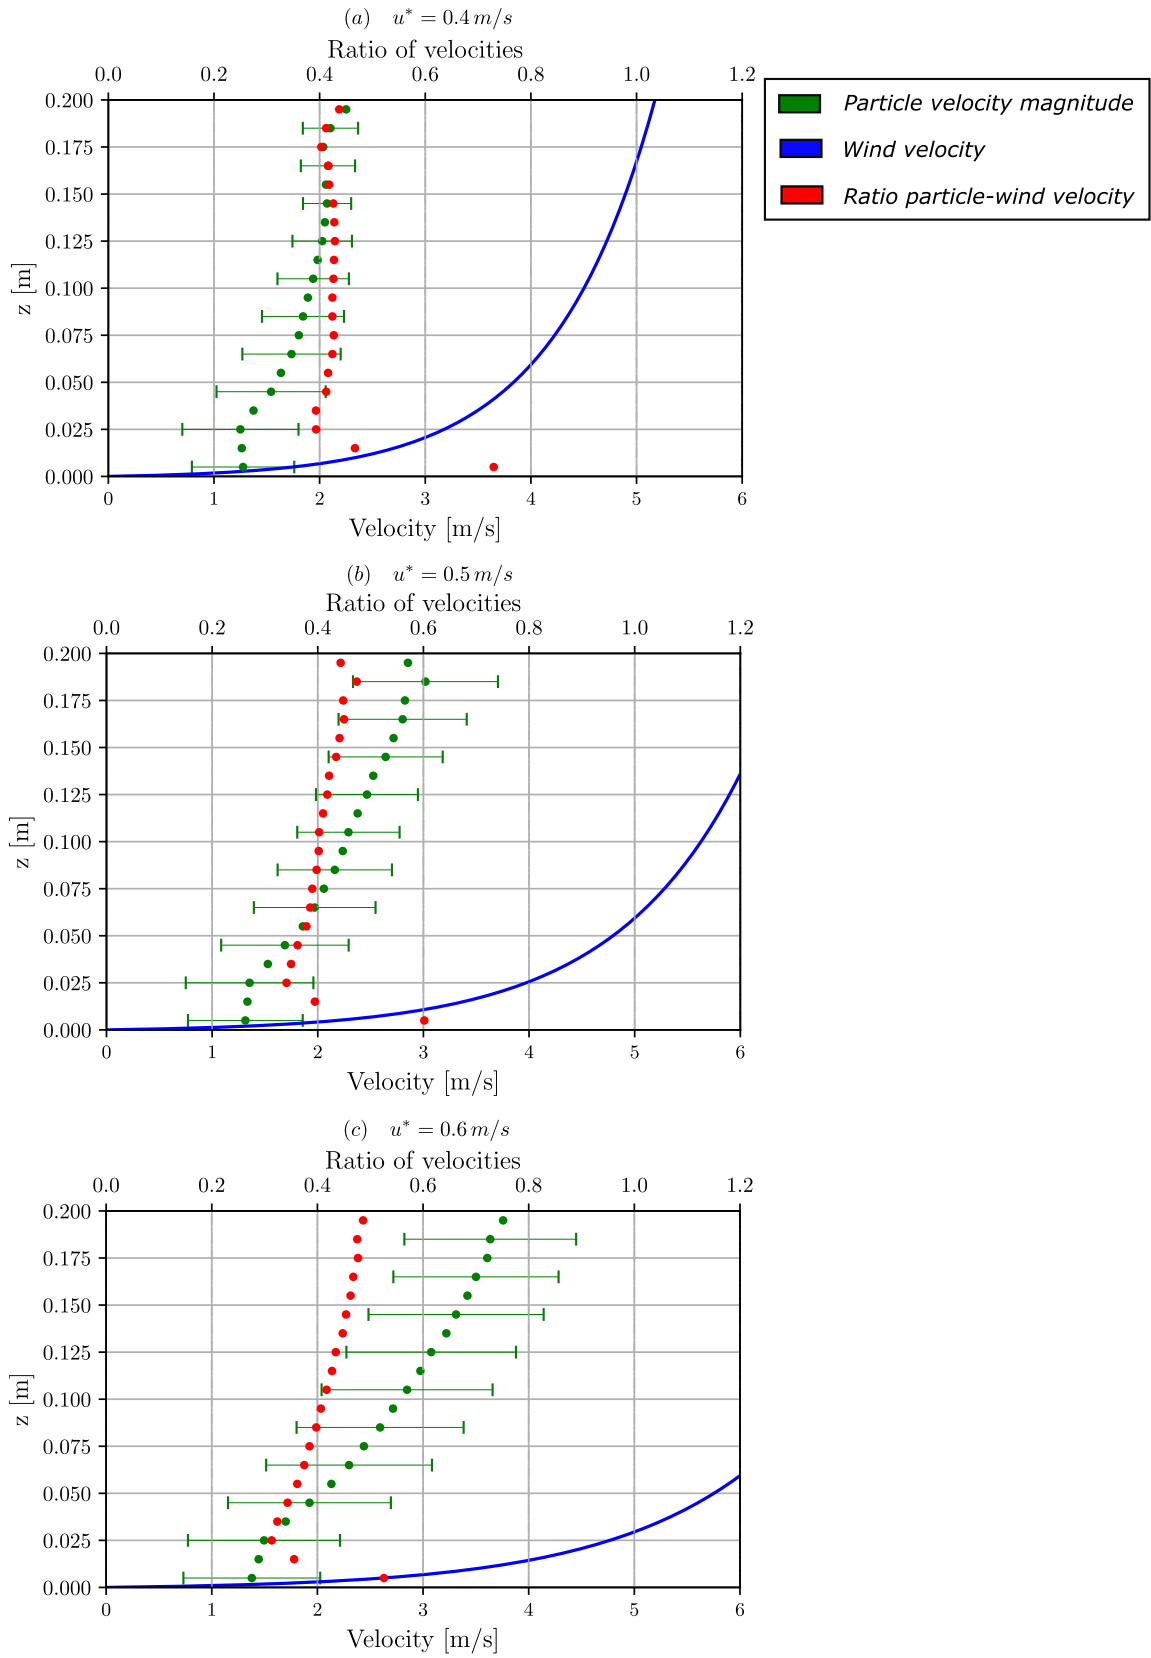 (a) u* = 0.4 m/s
Ratio of velocities
0.0 0.2 0.4 0.6 0.8 1.0 1.2
Particle velocity magnitude
Wind velocity
Ratio particle-wind velocity
0.200
0.175
0.150
0.125
0.100
0.075
0.050
0.025
0.000
z [m]
0 1 2 3 4 5 6
Velocity [m/s]
(b) u* = 0.5 m/s
Ratio of velocities
0.0 0.2 0.4 0.6 0.8 1.0 1.2
0.200
0.175
0.150
0.125
0.100
0.075
0.050
0.025
0.000
z [m]
0 1 2 3 4 5 6
Velocity [m/s]
(c) u* = 0.6 m/s
Ratio of velocities
0.0 0.2 0.4 0.6 0.8 1.0 1.2
0.200
0.175
0.150
0.125
0.100
0.075
0.050
0.025
0.000
z [m]
0 1 2 3 4 5 6
Velocity [m/s]